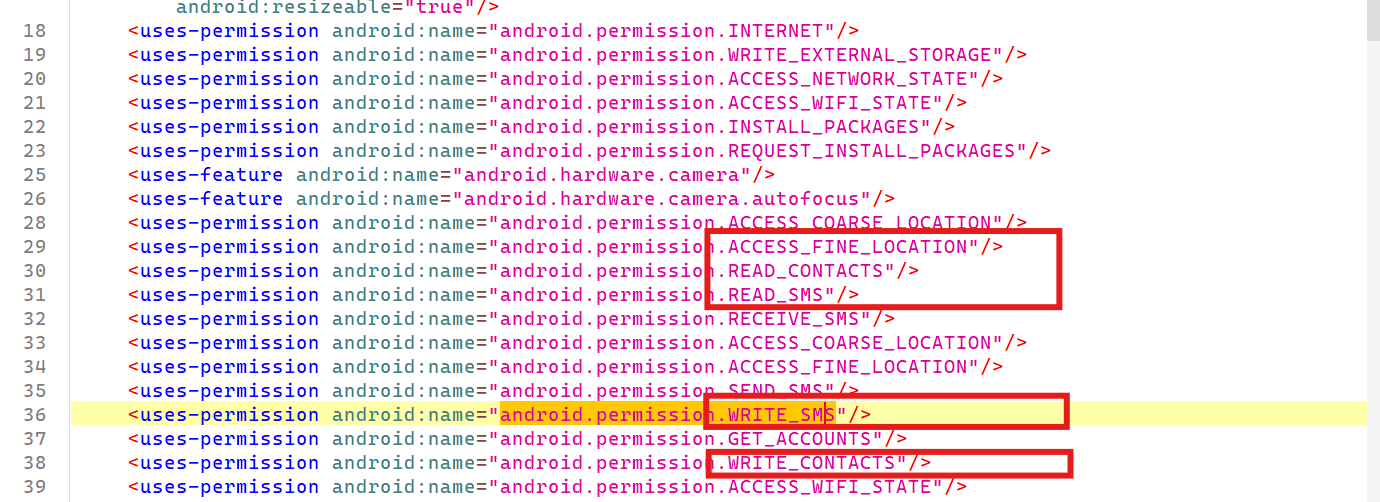 android:resizeable="true"/>
18 <uses-permission android:name="android.permission.INTERNET"/>
19 <uses-permission android:name="android.permission.WRITE_EXTERNAL_STORAGE"/>
20 <uses-permission android:name="android.permission.ACCESS_NETWORK_STATE"/>
21 <uses-permission android:name="android.permission.ACCESS_WIFI_STATE"/>
22 <uses-permission android:name="android.permission.INSTALL_PACKAGES"/>
23 <uses-permission android:name="android.permission.REQUEST_INSTALL_PACKAGES"/>
25 <uses-feature android:name="android.hardware.camera"/>
26 <uses-feature android:name="android.hardware.camera.autofocus"/>
28 <uses-permission android:name="android.permission.ACCESS_COARSE_LOCATION"/>
29 <uses-permission android:name="android.permission.ACCESS_FINE_LOCATION"/>
30 <uses-permission android:name="android.permission.READ_CONTACTS"/>
31 <uses-permission android:name="android.permission.READ_SMS"/>
32 <uses-permission android:name="android.permission.RECEIVE_SMS"/>
33 <uses-permission android:name="android.permission.ACCESS_COARSE_LOCATION"/>
34 <uses-permission android:name="android.permission.ACCESS_FINE_LOCATION"/>
35 <uses-permission android:name="android.permission.SEND_SMS"/>
36 <uses-permission android:name="android.permission.WRITE_SMS"/>
37 <uses-permission android:name="android.permission.GET_ACCOUNTS"/>
38 <uses-permission android:name="android.permission.WRITE_CONTACTS"/>
39 <uses-permission android:name="android.permission.ACCESS_WIFI_STATE"/>